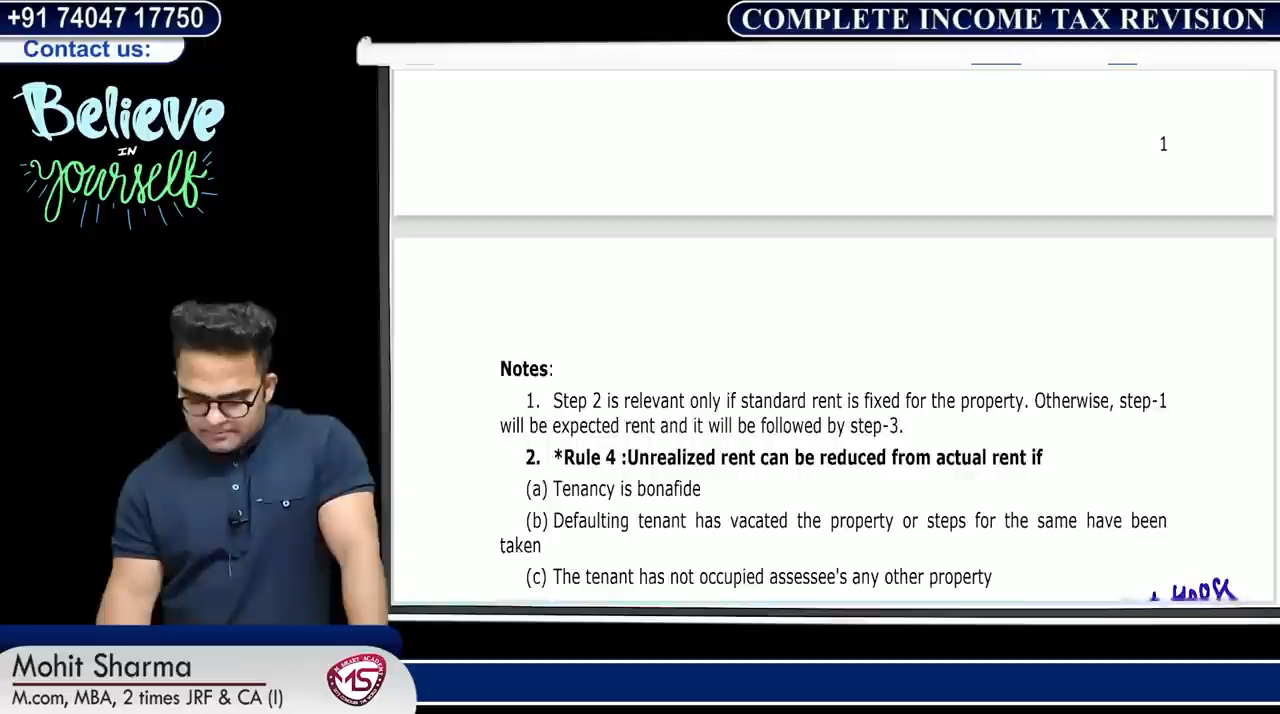 +91 74047 17750
Contact us:
COMPLETE INCOME TAX REVISION
Believe
IN
yourself
1
Notes:
1. Step 2 is relevant only if standard rent is fixed for the property. Otherwise, step-1
will be expected rent and it will be followed by step-3.
2. *Rule 4 :Unrealized rent can be reduced from actual rent if
(a) Tenancy is bonafide
(b) Defaulting tenant has vacated the property or steps for the same have been
taken
(c) The tenant has not occupied assessee's any other property
Mohit Sharma
M.com, MBA, 2 times JRF & CA (I)
MS